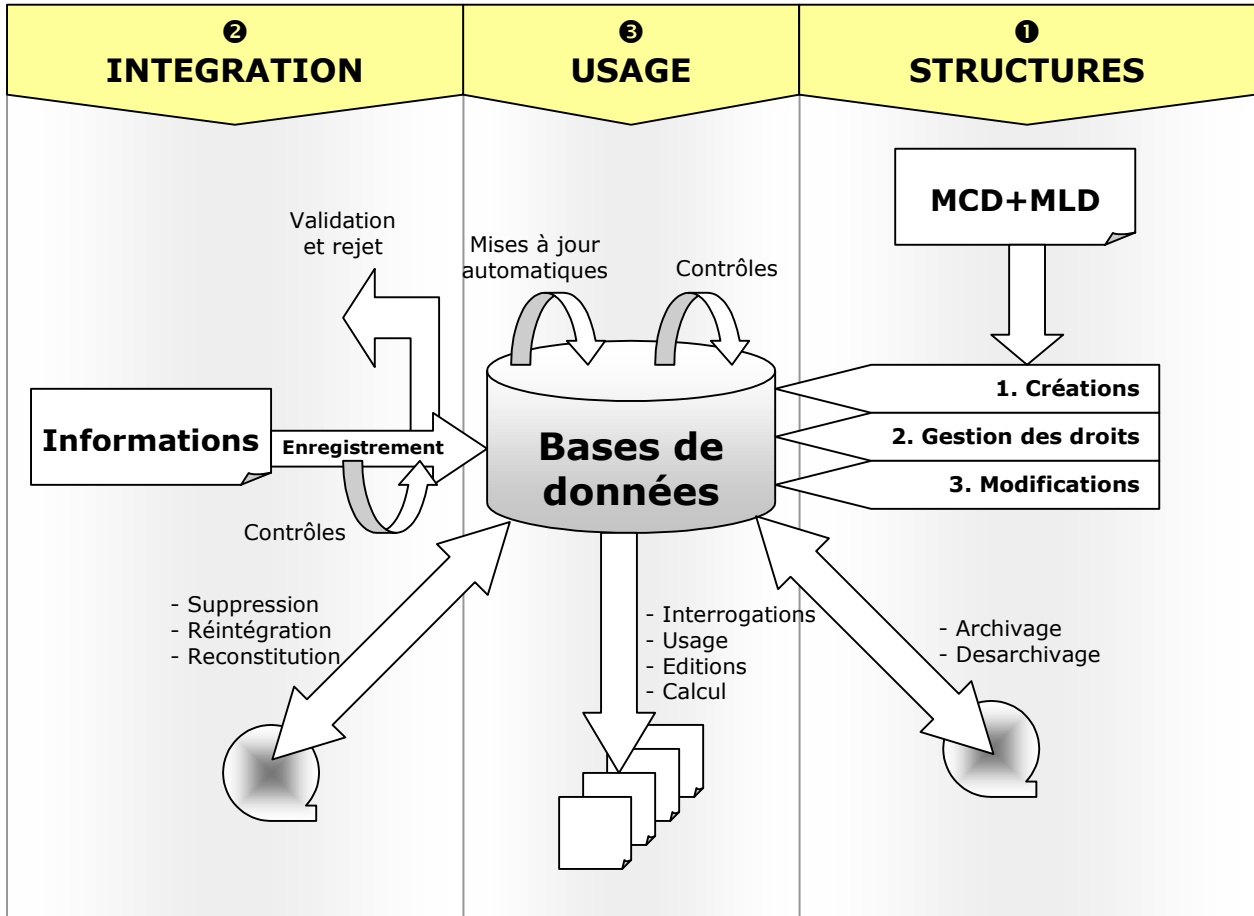 ❷
INTEGRATION
❸
USAGE
❶
STRUCTURES
Validation
et rejet
Mises à jour
automatiques
Contrôles
MCD+MLD
Informations
Enregistrement
Contrôles
Bases de
données
1. Créations
2. Gestion des droits
3. Modifications
- Suppression
- Réintégration
- Reconstitution
- Interrogations
- Usage
- Editions
- Calcul
- Archivage
- Desarchivage